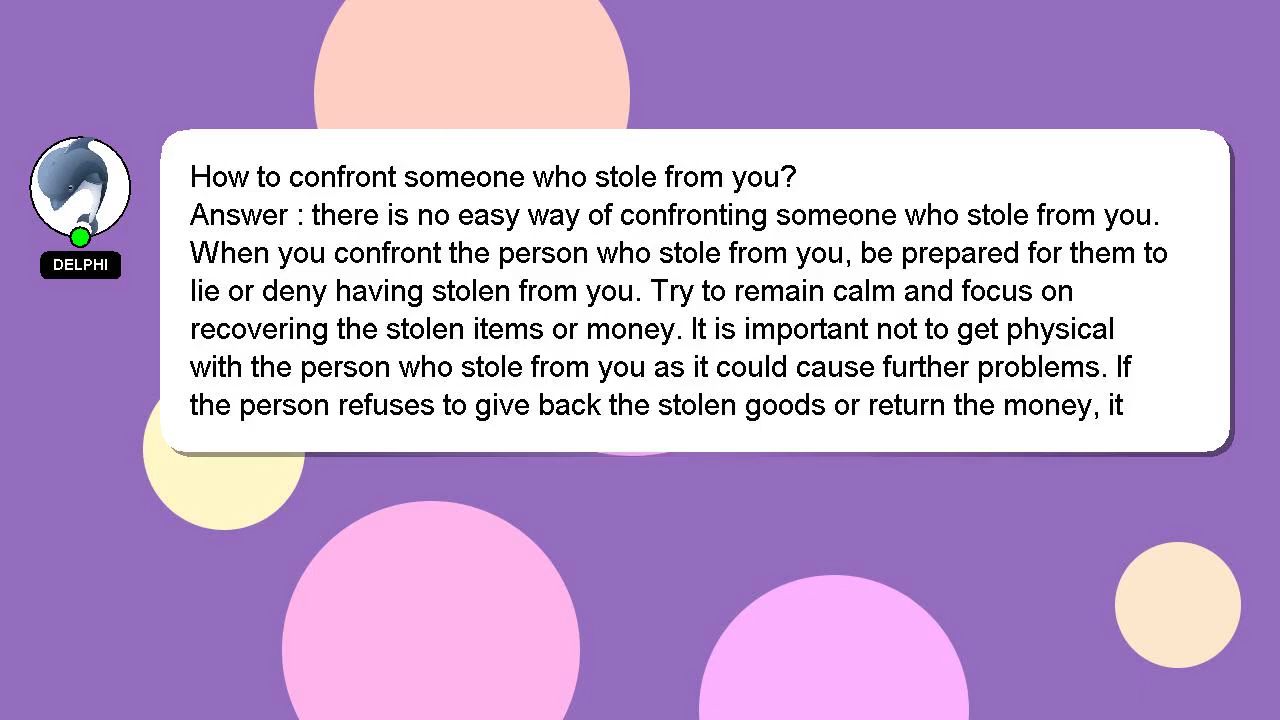 How to confront someone who stole from you?
Answer : there is no easy way of confronting someone who stole from you.
When you confront the person who stole from you, be prepared for them to
lie or deny having stolen from you. Try to remain calm and focus on
recovering the stolen items or money. It is important not to get physical
with the person who stole from you as it could cause further problems. If
the person refuses to give back the stolen goods or return the money, it
DELPHI